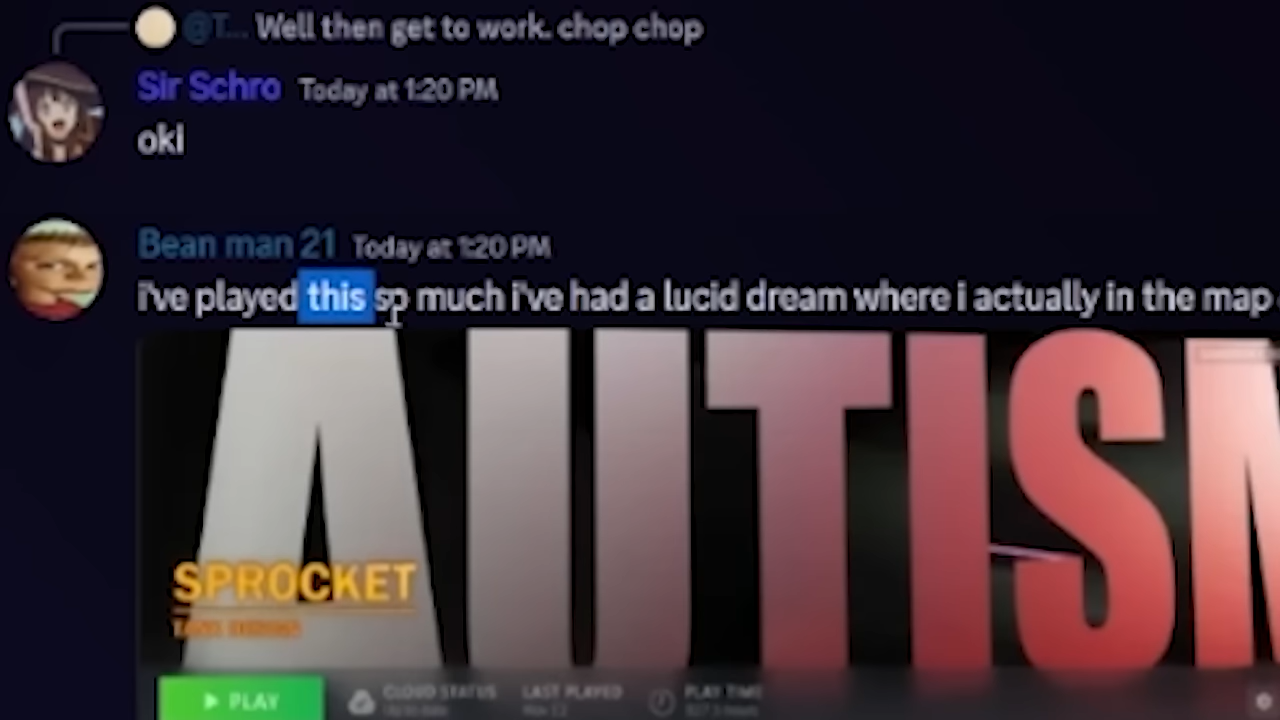 @T... Well then get to work. chop chop
Sir Schro Today at 1:20 PM
oki
Bean man 21 Today at 1:20 PM
i've played this so much i've had a lucid dream where i actually in the map
AUTISM
SPROCKET
TANK DESIGN
PLAY
CLOUD STATUS LAST PLAYED PLAY TIME